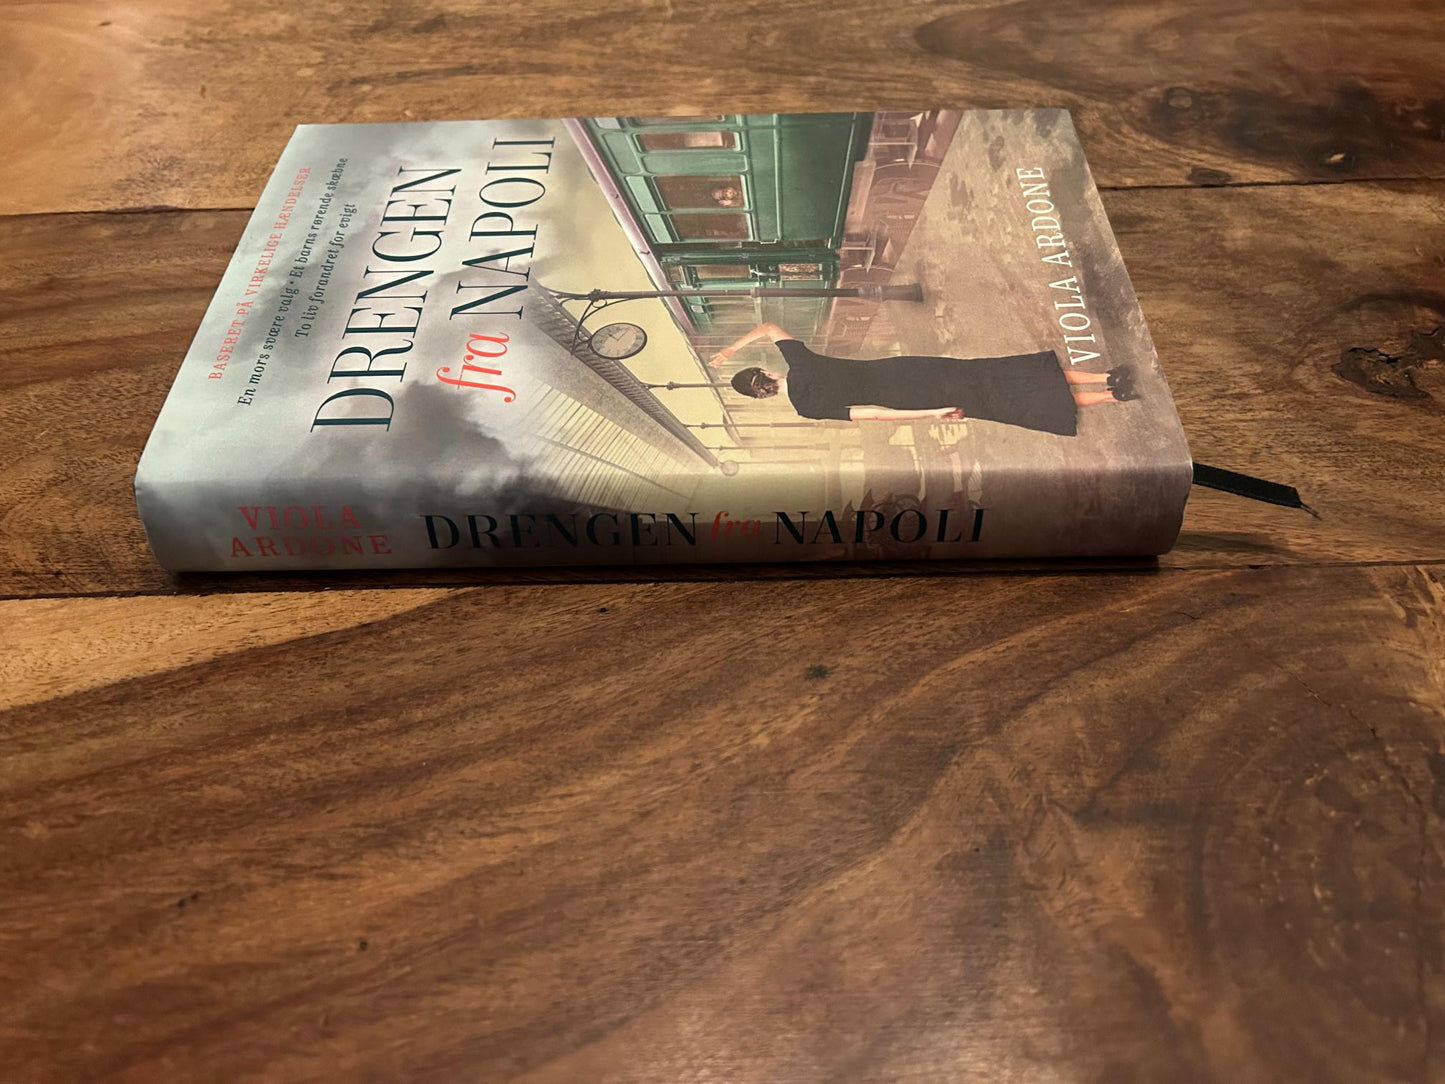 BASERET PÅ VIRKELIGE HÆNDELSER
En mors svære valg • Et barns rørende skæbne
To liv forandret for evigt
DRENGEN
fra NAPOLI
VIOLA ARDONE
VIOLA
ARDONE
DRENGEN fra NAPOLI